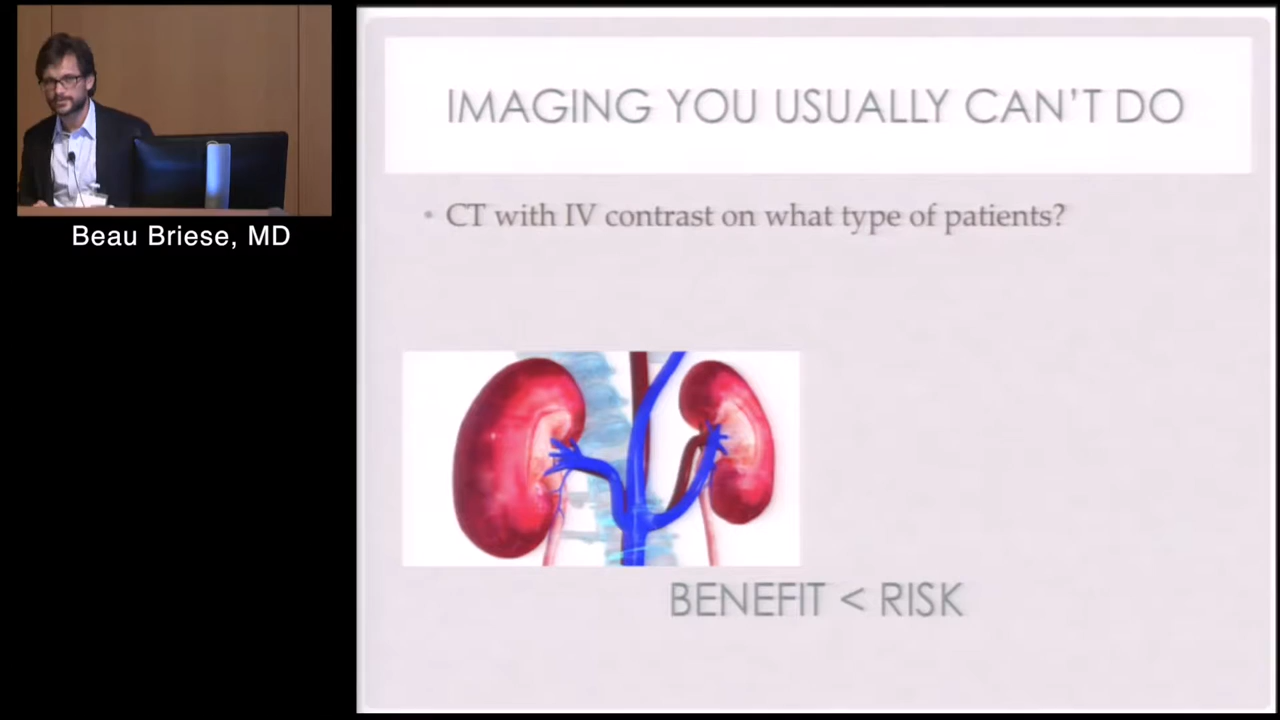 IMAGING YOU USUALLY CAN'T DO
• CT with IV contrast on what type of patients?
Beau Briese, MD
BENEFIT < RISK